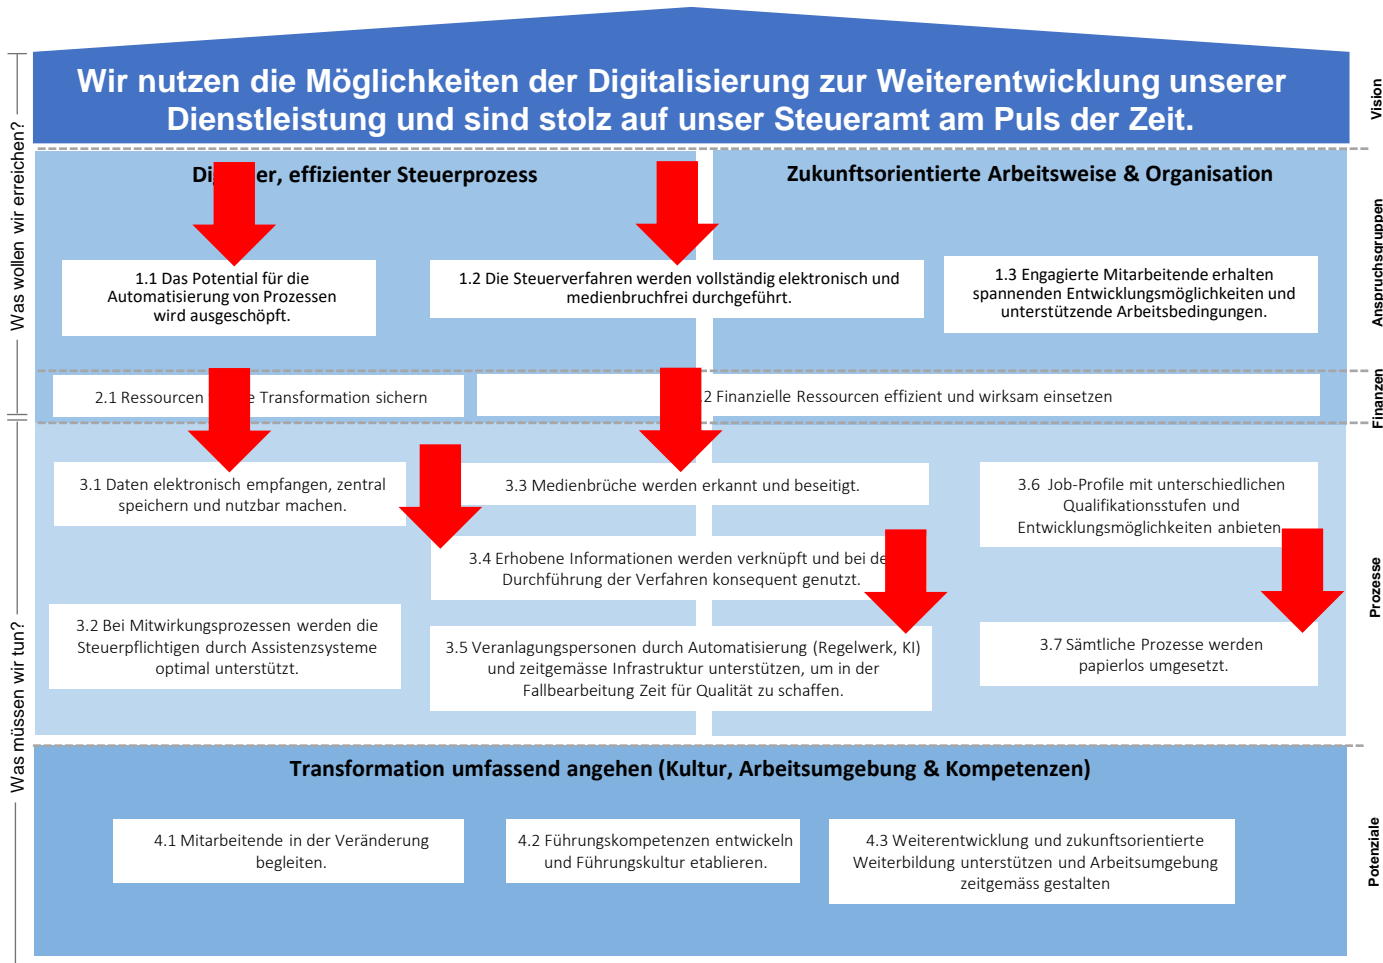 Wir nutzen die Möglichkeiten der Digitalisierung zur Weiterentwicklung unserer
Dienstleistung und sind stolz auf unser Steueramt am Puls der Zeit.
Vision
Was wollen wir erreichen?
effizienter Steuerprozess
Zukunftsorientierte Arbeitsweise & Organisation
Anspruchsgruppen
1.1 Das Potential für die
Automatisierung von Prozessen
wird ausgeschöpft.
1.2 Die Steuerverfahren werden vollständig elektronisch und
medienbruchfrei durchgeführt.
1.3 Engagierte Mitarbeitende erhalten
spannenden Entwicklungsmöglichkeiten und
unterstützende Arbeitsbedingungen.
2.1 Ressourcen Transformation sichern
Finanzielle Ressourcen effizient und wirksam einsetzen
Finanzen
Was müssen wir tun?
3.1 Daten elektronisch empfangen, zentral
speichern und nutzbar machen.
3.3 Medienbrüche werden erkannt und beseitigt.
3.6 Job-Profile mit unterschiedlichen
Qualifikationsstufen und
Entwicklungsmöglichkeiten anbieten
3.4 Erhobene Informationen werden verknüpft und bei
Durchführung der Verfahren konsequent genutzt.
Prozesse
3.2 Bei Mitwirkungsprozessen werden die
Steuerpflichtigen durch Assistenzsysteme
optimal unterstützt.
3.5 Veranlagungspersonen durch Automatisierung (Regelwerk, KI)
und zeitgemässe Infrastruktur unterstützen, um in der
Fallbearbeitung Zeit für Qualität zu schaffen.
3.7 Sämtliche Prozesse werden
papierlos umgesetzt.
Transformation umfassend angehen (Kultur, Arbeitsumgebung & Kompetenzen)
4.1 Mitarbeitende in der Veränderung
begleiten.
4.2 Führungskompetenzen entwickeln
und Führungskultur etablieren.
4.3 Weiterentwicklung und zukunftsorientierte
Weiterbildung unterstützen und Arbeitsumgebung
zeitgemäss gestalten
Potenziale